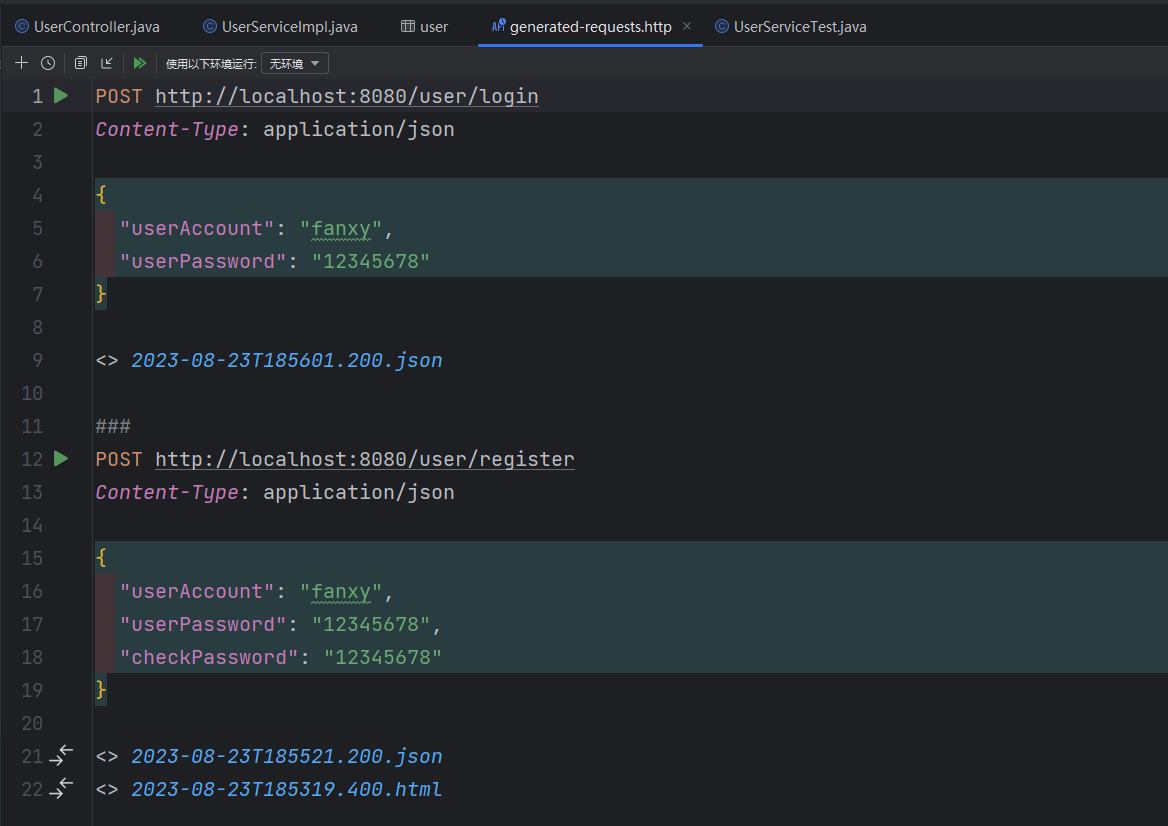 UserController.java UserServiceImpl.java user generated-requests.http UserServiceTest.java
使用以下环境运行: 无环境
1 POST http://localhost:8080/user/login
2 Content-Type: application/json
3
4 {
5 "userAccount": "fanxy",
6 "userPassword": "12345678"
7 }
8
9 <> 2023-08-23T185601.200.json
10
11 ###
12 POST http://localhost:8080/user/register
13 Content-Type: application/json
14
15 {
16 "userAccount": "fanxy",
17 "userPassword": "12345678",
18 "checkPassword": "12345678"
19 }
20
21 <> 2023-08-23T185521.200.json
22 <> 2023-08-23T185319.400.html